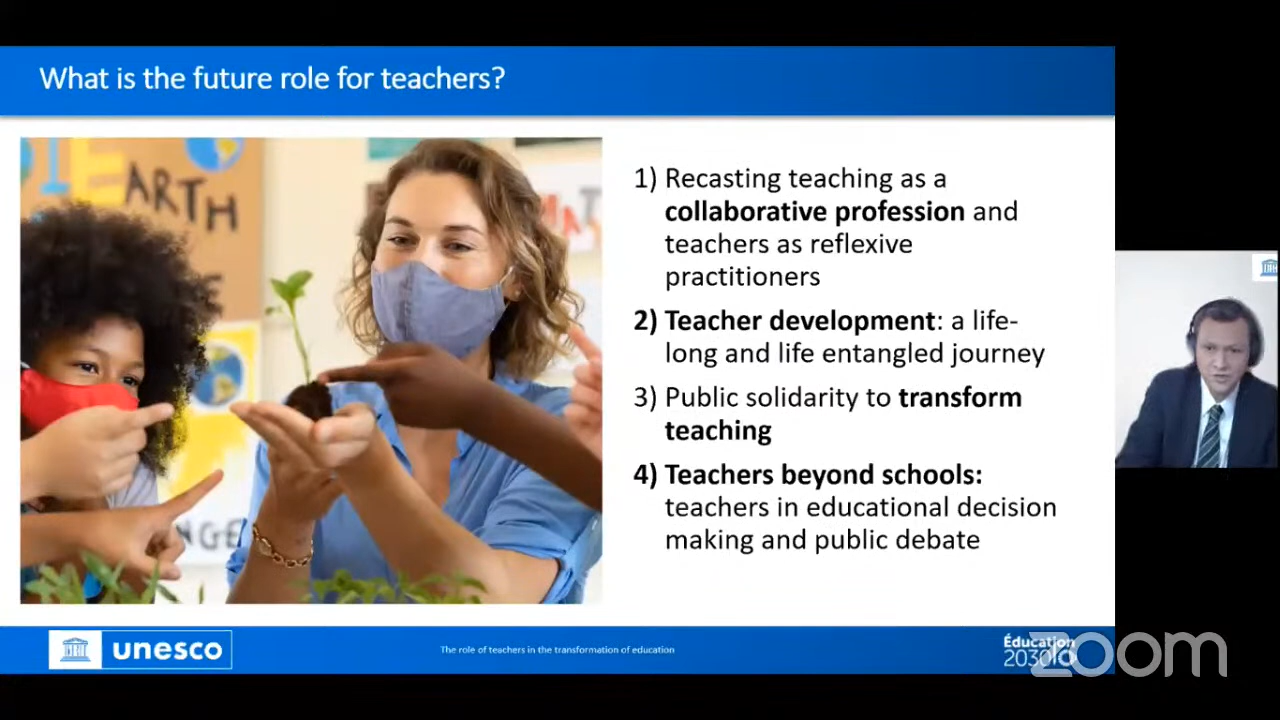 What is the future role for teachers?
EARTH
NGE
1) Recasting teaching as a
collaborative profession and
teachers as reflexive
practitioners
2) Teacher development: a life-
long and life entangled journey
3) Public solidarity to transform
teaching
4) Teachers beyond schools:
teachers in educational decision
making and public debate
unesco
The role of teachers in the transformation of education
Éducation
2030
zoom